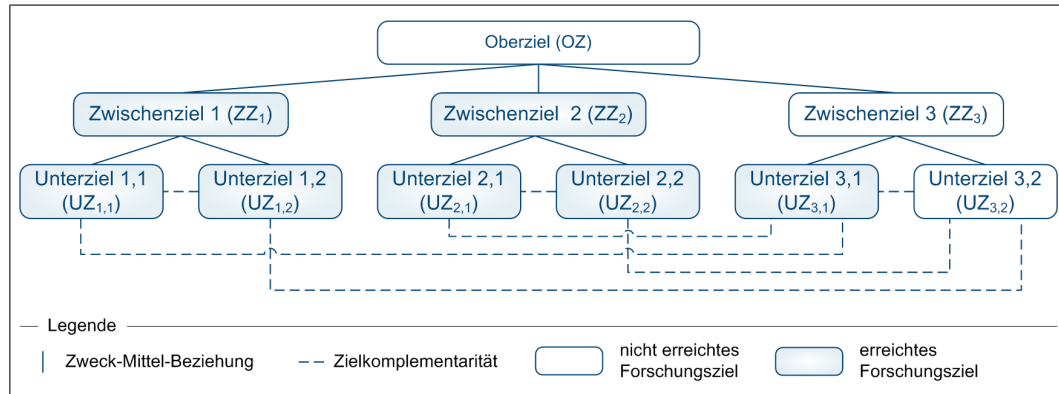 Oberziel (OZ)
Zwischenziel 1 (ZZ₁)
Zwischenziel 2 (ZZ₂)
Zwischenziel 3 (ZZ₃)
Unterziel 1,1
(UZ₁,₁)
Unterziel 1,2
(UZ₁,₂)
Unterziel 2,1
(UZ₂,₁)
Unterziel 2,2
(UZ₂,₂)
Unterziel 3,1
(UZ₃,₁)
Unterziel 3,2
(UZ₃,₂)
Legende
Zweck-Mittel-Beziehung
Zielkomplementarität
nicht erreichtes
Forschungsziel
erreichtes
Forschungsziel